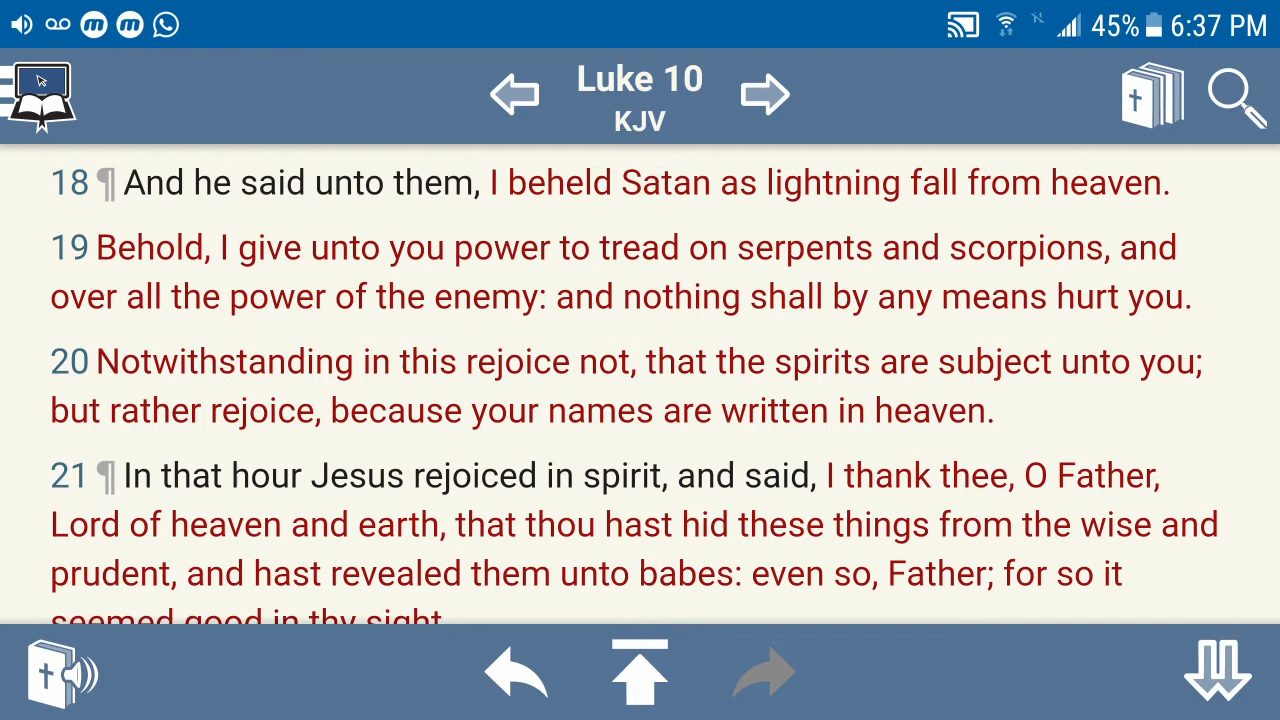 45% 6:37 PM
Luke 10
KJV
18 ¶ And he said unto them, I beheld Satan as lightning fall from heaven.
19 Behold, I give unto you power to tread on serpents and scorpions, and
over all the power of the enemy: and nothing shall by any means hurt you.
20 Notwithstanding in this rejoice not, that the spirits are subject unto you;
but rather rejoice, because your names are written in heaven.
21 ¶ In that hour Jesus rejoiced in spirit, and said, I thank thee, O Father,
Lord of heaven and earth, that thou hast hid these things from the wise and
prudent, and hast revealed them unto babes: even so, Father; for so it
seemed good in thy sight.